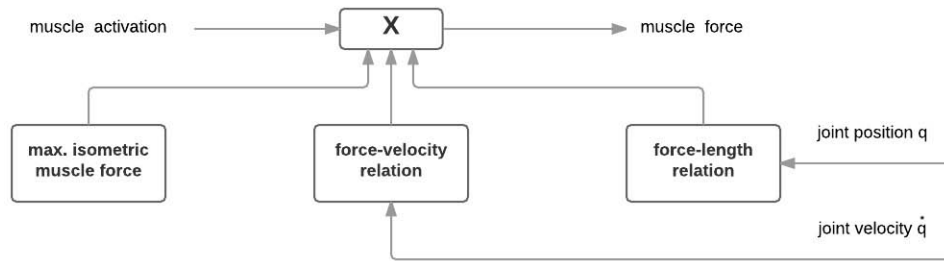 muscle activation
X
muscle force
max. isometric
muscle force
force-velocity
relation
force-length
relation
joint position q
joint velocity q̇